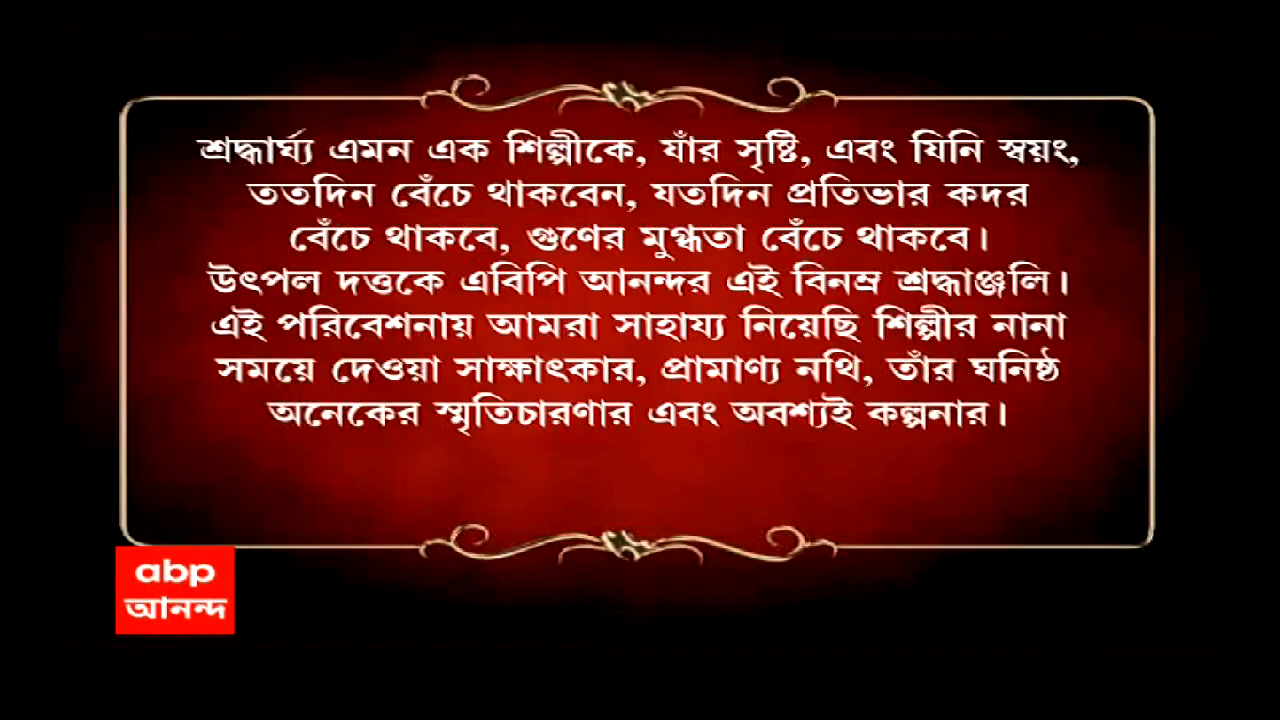 শ্রদ্ধার্ঘ্য এমন এক শিল্পীকে, যাঁর সৃষ্টি, এবং যিনি স্বয়ং,
ততদিন বেঁচে থাকবেন, যতদিন প্রতিভার কদর
বেঁচে থাকবে, গুণের মুগ্ধতা বেঁচে থাকবে।
উৎপল দত্তকে এবিপি আনন্দর এই বিনম্র শ্রদ্ধাঞ্জলি।
এই পরিবেশনায় আমরা সাহায্য নিয়েছি শিল্পীর নানা
সময়ে দেওয়া সাক্ষাৎকার, প্রামাণ্য নথি, তাঁর ঘনিষ্ঠ
অনেকের স্মৃতিচারণার এবং অবশ্যই কল্পনার।
abp
আনন্দ